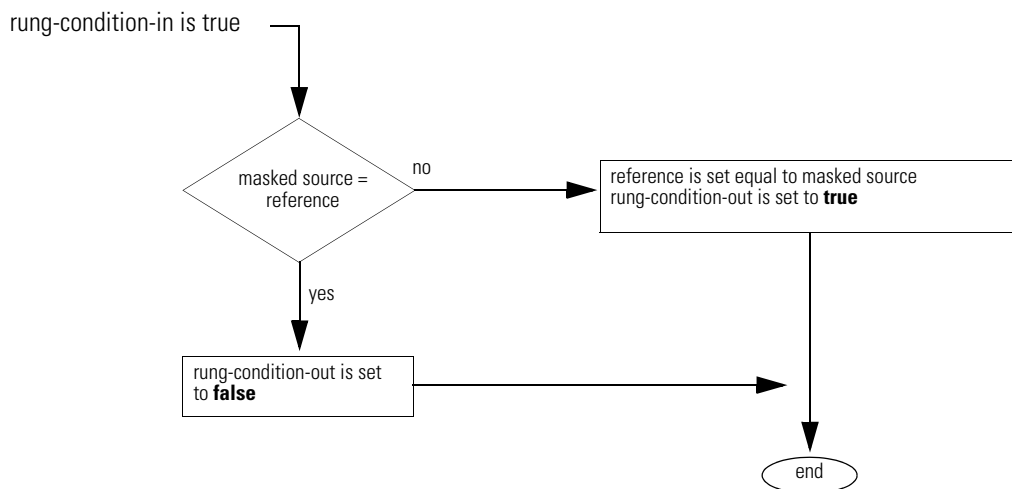 rung-condition-in is true
masked source =
reference
no
reference is set equal to masked source
rung-condition-out is set to true
yes
rung-condition-out is set
to false
end